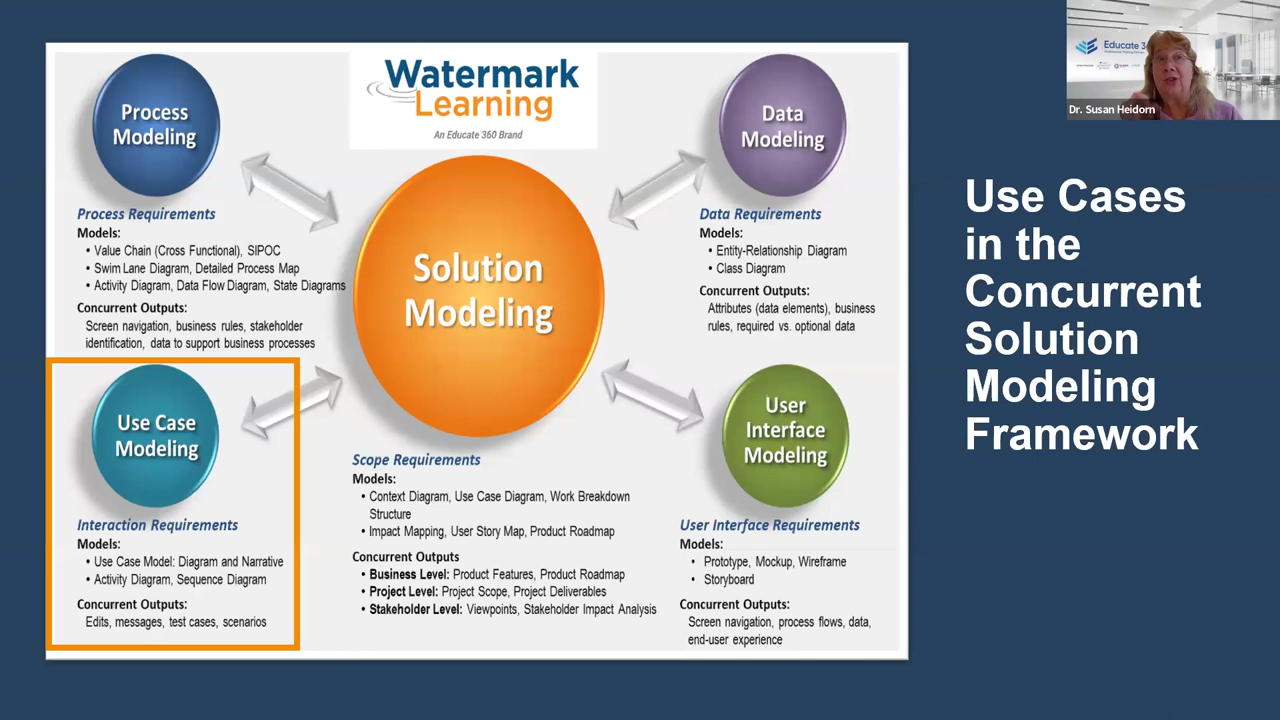 Watermark
Learning
An Educate 360 Brand
Process
Modeling
Process Requirements
Models:
• Value Chain (Cross Functional), SIPOC
• Swim Lane Diagram, Detailed Process Map
• Activity Diagram, Data Flow Diagram, State Diagrams
Concurrent Outputs:
Screen navigation, business rules, stakeholder
identification, data to support business processes
Data
Modeling
Data Requirements
Models:
• Entity-Relationship Diagram
• Class Diagram
Concurrent Outputs:
Attributes (data elements), business
rules, required vs. optional data
Solution
Modeling
Scope Requirements
Models:
• Context Diagram, Use Case Diagram, Work Breakdown
Structure
• Impact Mapping, User Story Map, Product Roadmap
Concurrent Outputs
• Business Level: Product Features, Product Roadmap
• Project Level: Project Scope, Project Deliverables
• Stakeholder Level: Viewpoints, Stakeholder Impact Analysis
Use Case
Modeling
Interaction Requirements
Models:
• Use Case Model: Diagram and Narrative
• Activity Diagram, Sequence Diagram
Concurrent Outputs:
Edits, messages, test cases, scenarios
User
Interface
Modeling
User Interface Requirements
Models:
• Prototype, Mockup, Wireframe
• Storyboard
Concurrent Outputs:
Screen navigation, process flows, data,
end-user experience
Educate 3
Dr. Susan Heidorn
Use Cases
in the
Concurrent
Solution
Modeling
Framework